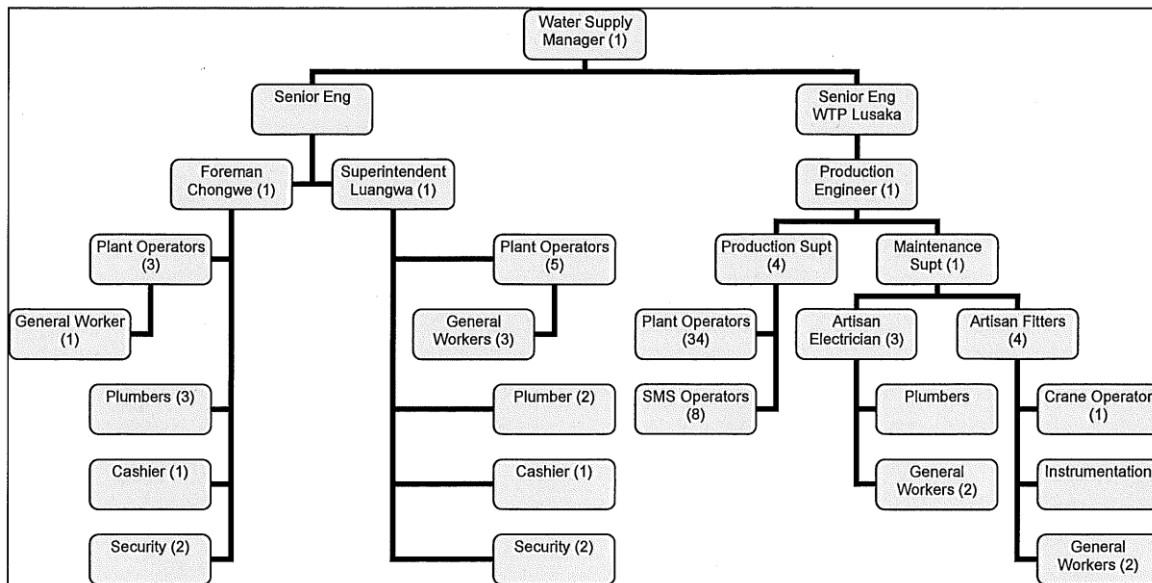 Water Supply
Manager (1)
Senior Eng
Senior Eng
WTP Lusaka
Foreman
Chongwe (1)
Superintendent
Luangwa (1)
Production
Engineer (1)
Plant Operators
(3)
Plant Operators
(5)
Production Supt
(4)
Maintenance
Supt (1)
General Worker
(1)
General
Workers (3)
Plant Operators
(34)
Artisan
Electrician (3)
Artisan Fitters
(4)
Plumbers (3)
Plumber (2)
SMS Operators
(8)
Plumbers
Crane Operator
(1)
Cashier (1)
Cashier (1)
General
Workers (2)
Instrumentation
Security (2)
Security (2)
General
Workers (2)